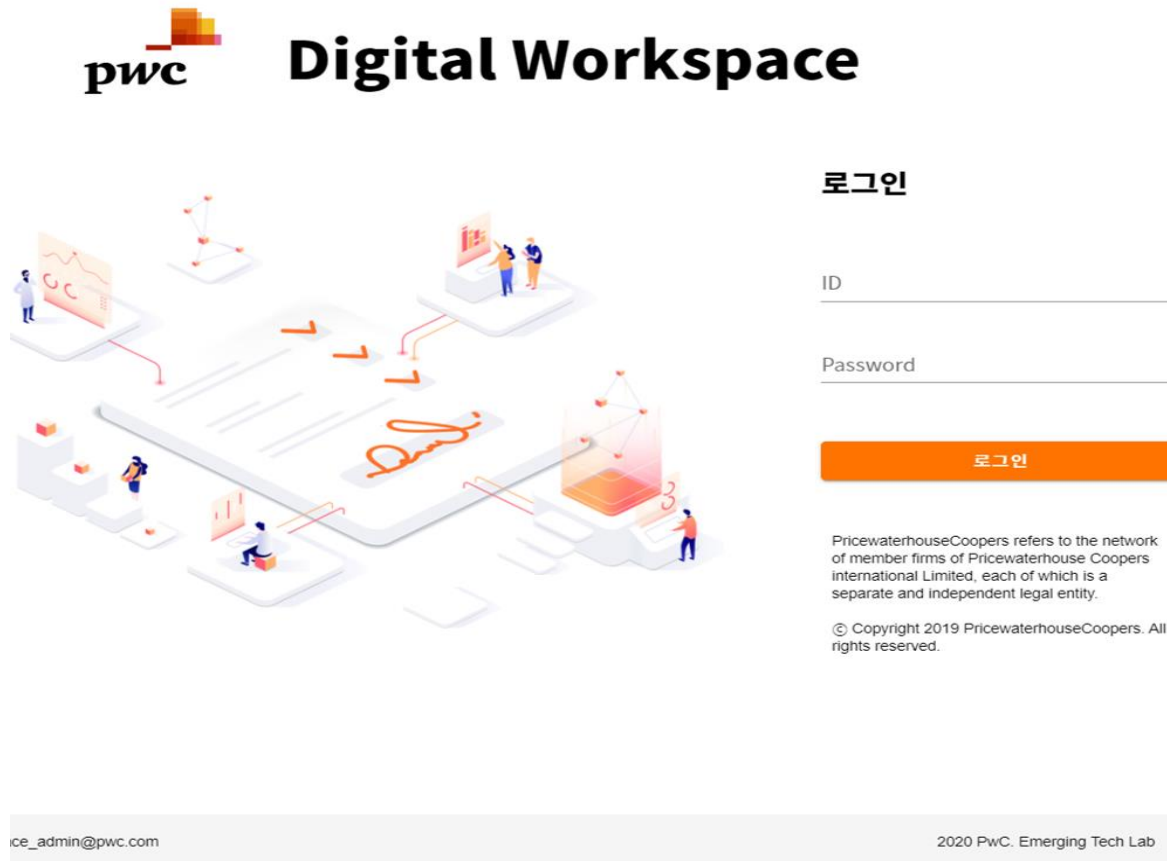 pwc
Digital Workspace
로그인
ID
Password
로그인
PricewaterhouseCoopers refers to the network
of member firms of Pricewaterhouse Coopers
international Limited, each of which is a
separate and independent legal entity.
© Copyright 2019 PricewaterhouseCoopers. All
rights reserved.
ce_admin@pwc.com
2020 PwC. Emerging Tech Lab